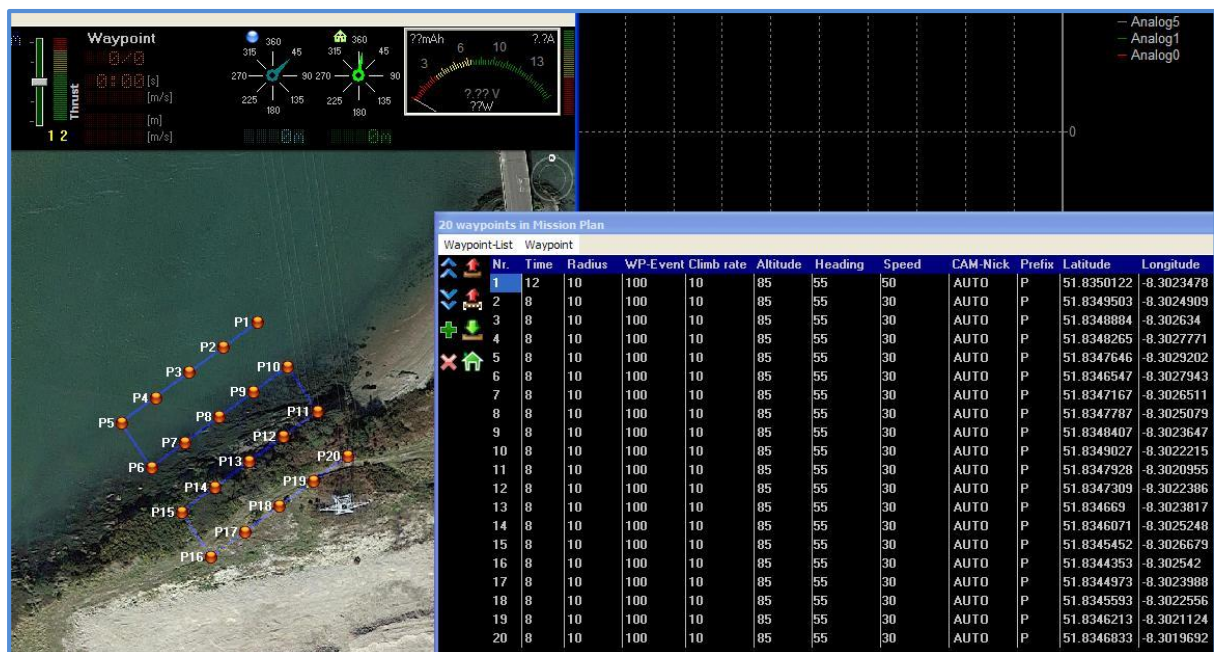 Waypoint
0/0
0:00 [s]
[m/s]
[m]
[m/s]
Thrust
1 2
360
315 45
270 90
225 135
180
0m
360
315 45
270 90
225 135
180
0m
??mAh ?.?A
3 6 10 13
?.?? V
??W
Analog5
Analog1
Analog0
0
P1
P2
P3
P10
P4
P9
P5
P8
P11
P7
P12
P6
P13
P20
P14
P19
P15
P18
P17
P16
20 waypoints in Mission Plan
Waypoint-List Waypoint
Nr. Time Radius WP-Event Climb rate Altitude Heading Speed CAM-Nick Prefix Latitude Longitude
1 12 10 100 10 85 55 50 AUTO P 51.8350122 -8.3023478
2 8 10 100 10 85 55 30 AUTO P 51.8349503 -8.3024909
3 8 10 100 10 85 55 30 AUTO P 51.8348884 -8.302634
4 8 10 100 10 85 55 30 AUTO P 51.8348265 -8.3027771
5 8 10 100 10 85 55 30 AUTO P 51.8347646 -8.3029202
6 8 10 100 10 85 55 30 AUTO P 51.8346547 -8.3027943
7 8 10 100 10 85 55 30 AUTO P 51.8347167 -8.3026511
8 8 10 100 10 85 55 30 AUTO P 51.8347787 -8.3025079
9 8 10 100 10 85 55 30 AUTO P 51.8348407 -8.3023647
10 8 10 100 10 85 55 30 AUTO P 51.8349027 -8.3022215
11 8 10 100 10 85 55 30 AUTO P 51.8347928 -8.3020955
12 8 10 100 10 85 55 30 AUTO P 51.8347309 -8.3022386
13 8 10 100 10 85 55 30 AUTO P 51.834669 -8.3023817
14 8 10 100 10 85 55 30 AUTO P 51.8346071 -8.3025248
15 8 10 100 10 85 55 30 AUTO P 51.8345452 -8.3026679
16 8 10 100 10 85 55 30 AUTO P 51.8344353 -8.302542
17 8 10 100 10 85 55 30 AUTO P 51.8344973 -8.3023988
18 8 10 100 10 85 55 30 AUTO P 51.8345593 -8.3022556
19 8 10 100 10 85 55 30 AUTO P 51.8346213 -8.3021124
20 8 10 100 10 85 55 30 AUTO P 51.8346833 -8.3019692